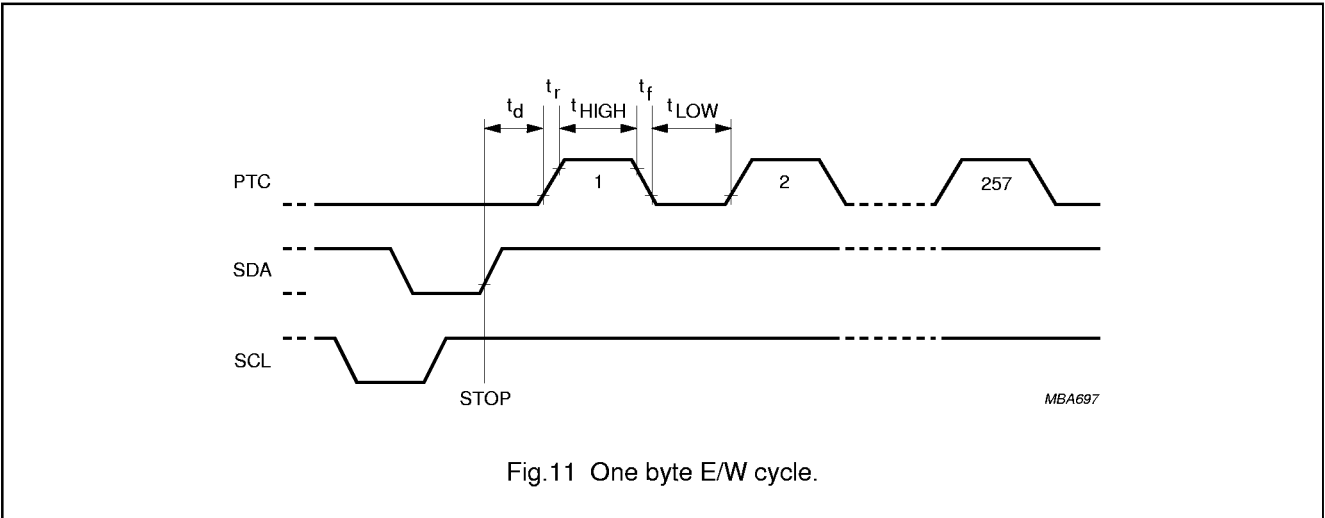 t_d t_r t_HIGH t_f t_LOW
PTC 1 2 257
SDA
SCL
STOP
MBA697
Fig.11 One byte E/W cycle.